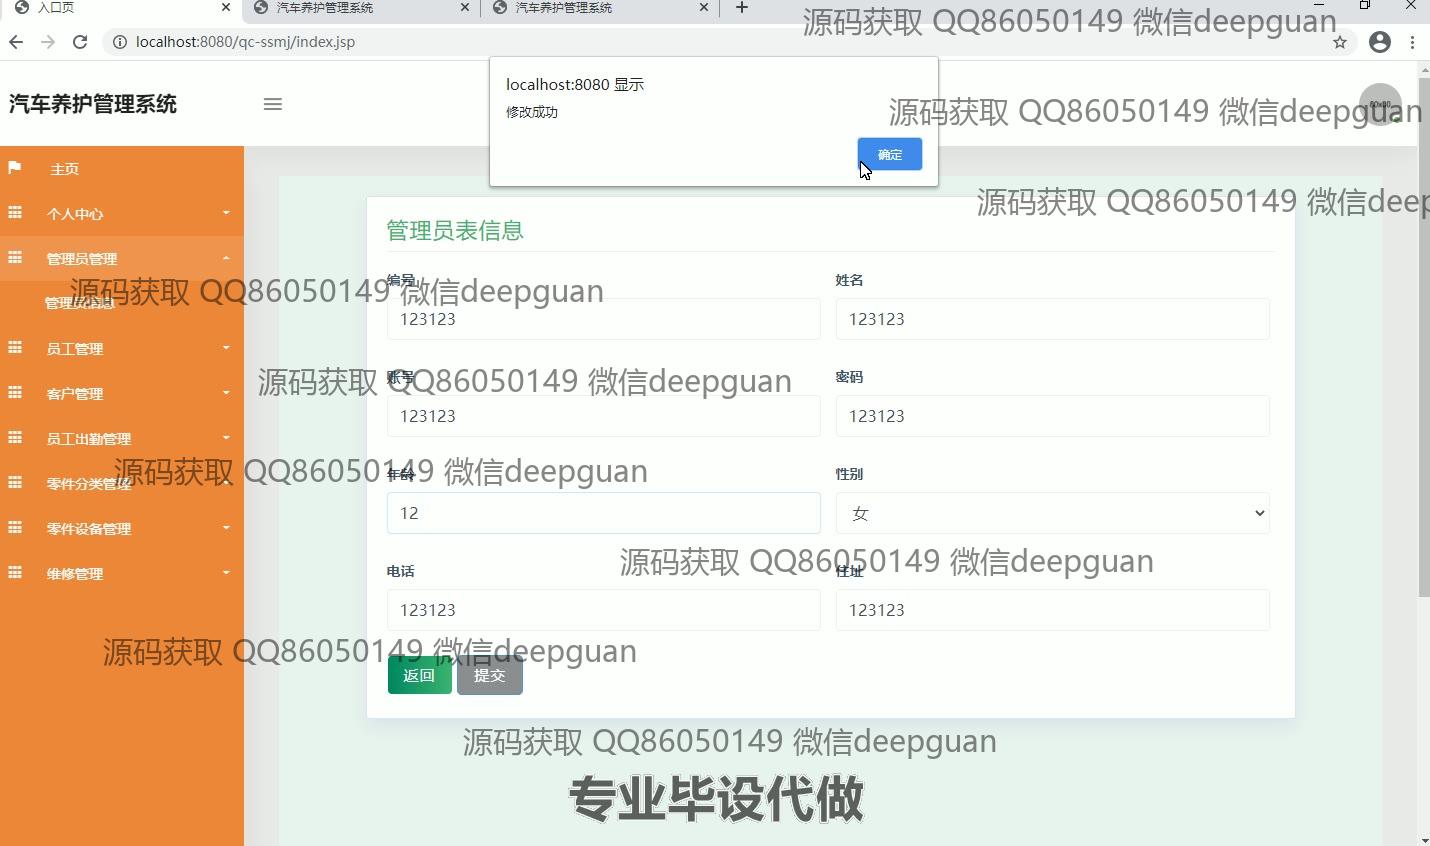 入口页
汽车养护管理系统
汽车养护管理系统
源码获取 QQ86050149 微信deepguan
localhost:8080/qc-ssmj/index.jsp
localhost:8080 显示
修改成功
确定
汽车养护管理系统
源码获取 QQ86050149 微信deepguan
主页
个人中心
源码获取 QQ86050149 微信deep
管理员表信息
管理员管理
编号
姓名
源码获取 QQ86050149 微信deepguan
管理员信息
123123
123123
员工管理
账号
密码
源码获取 QQ86050149 微信deepguan
客户管理
123123
123123
员工出勤管理
年龄
性别
源码获取 QQ86050149 微信deepguan
零件分类管理
12
女
零件设备管理
源码获取 QQ86050149 微信deepguan
维修管理
电话
住址
123123
123123
源码获取 QQ86050149 微信deepguan
返回
提交
源码获取 QQ86050149 微信deepguan
专业毕设代做